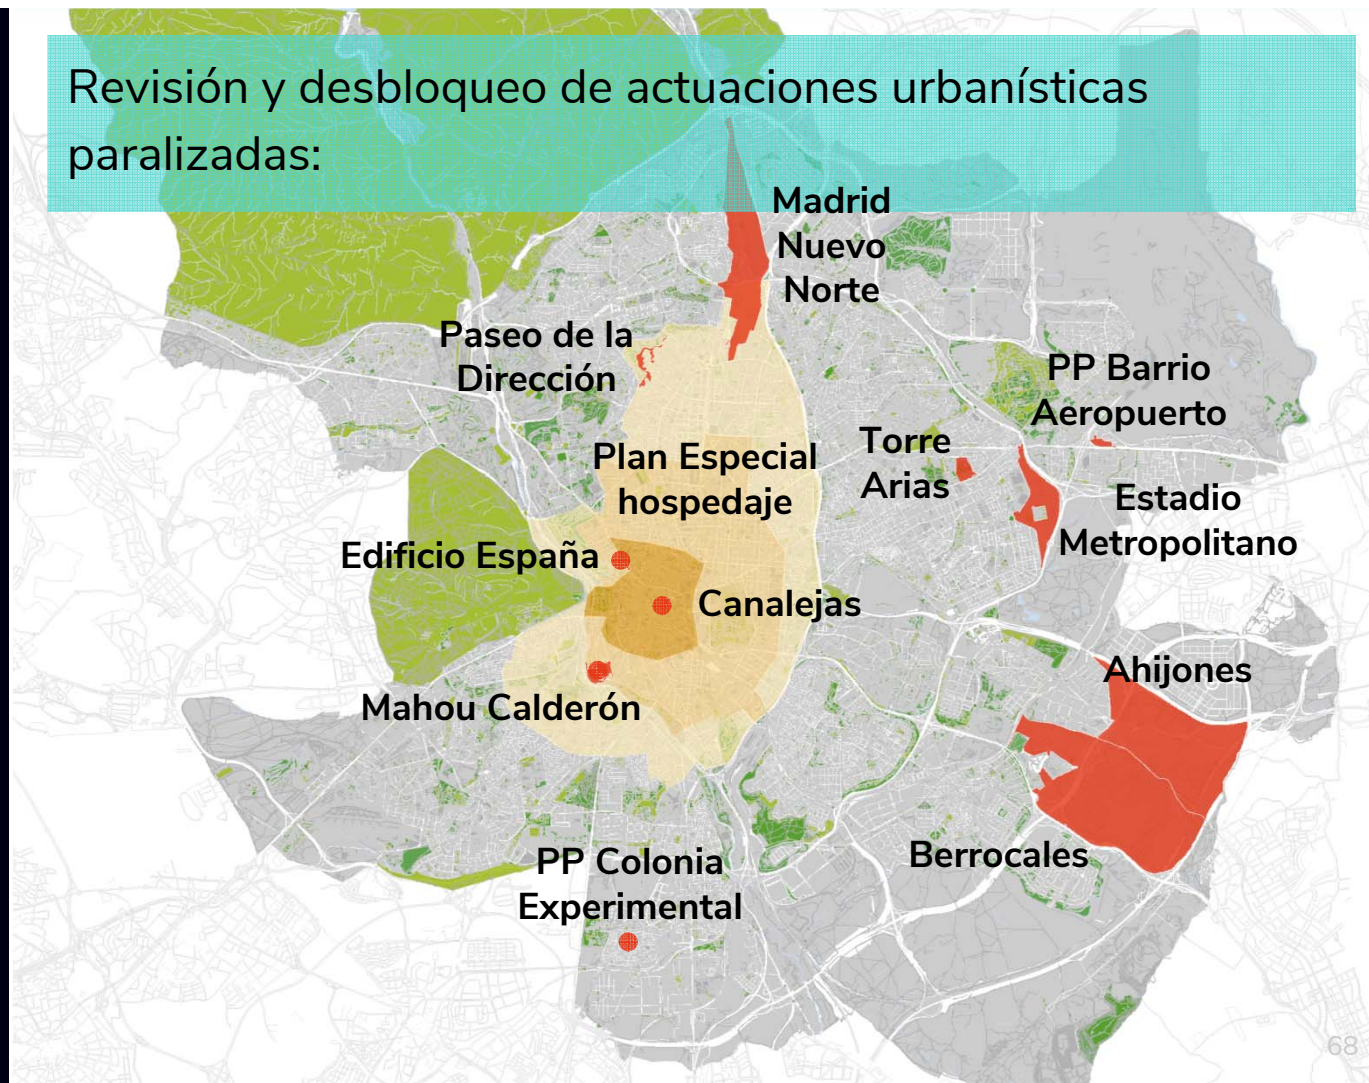 Revisión y desbloqueo de actuaciones urbanísticas
paralizadas:
Madrid
Nuevo
Norte
Paseo de la
Dirección
PP Barrio
Aeropuerto
Torre
Arias
Plan Especial
hospedaje
Estadio
Metropolitano
Edificio España
Canalejas
Ahijones
Mahou Calderón
Berrocales
PP Colonia
Experimental
68